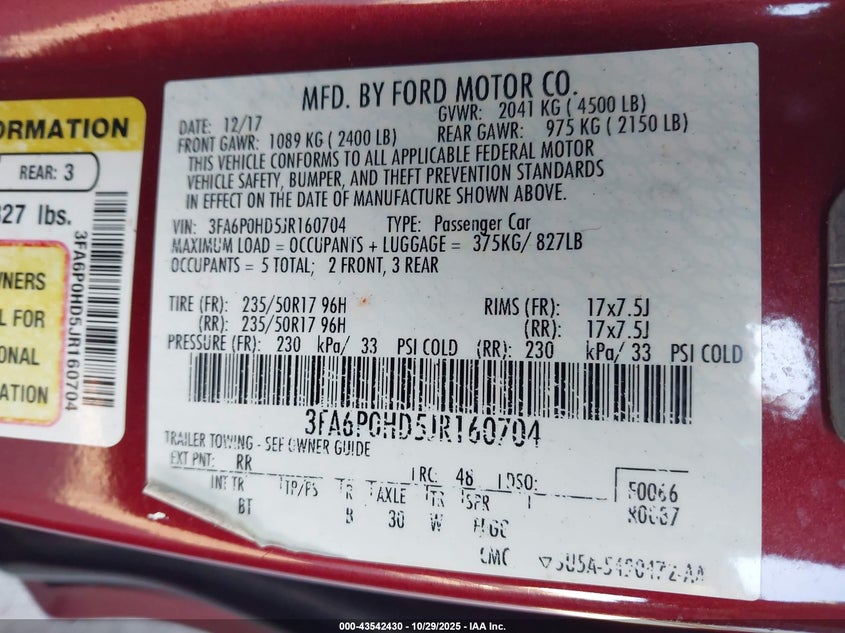 ORMATION
REAR: 3
827 lbs.
3FA6P0HD5JR160704
WNERS
L FOR
ONAL
ATION
MFD. BY FORD MOTOR CO.
DATE: 12/17 GVWR: 2041 KG ( 4500 LB)
FRONT GAWR: 1089 KG ( 2400 LB) REAR GAWR: 975 KG ( 2150 LB)
THIS VEHICLE CONFORMS TO ALL APPLICABLE FEDERAL MOTOR
VEHICLE SAFETY, BUMPER, AND THEFT PREVENTION STANDARDS
IN EFFECT ON THE DATE OF MANUFACTURE SHOWN ABOVE.
VIN: 3FA6P0HD5JR160704 TYPE: Passenger Car
MAXIMUM LOAD = OCCUPANTS + LUGGAGE = 375KG/ 827LB
OCCUPANTS = 5 TOTAL; 2 FRONT, 3 REAR
TIRE (FR): 235/50R17 96H RIMS (FR): 17x7.5J
(RR): 235/50R17 96H (RR): 17x7.5J
PRESSURE (FR): 230 kPa/ 33 PSI COLD (RR): 230 kPa/ 33 PSI COLD
3FA6P0HD5JR160704
TRAILER TOWING - SEE OWNER GUIDE
EXT PNT: RR RC: 48 DSO:
INT TR TP/PS R AXLE TR SPR F0066
BT B 30 W
000-43542430 - 10/29/2025 - IAA Inc.